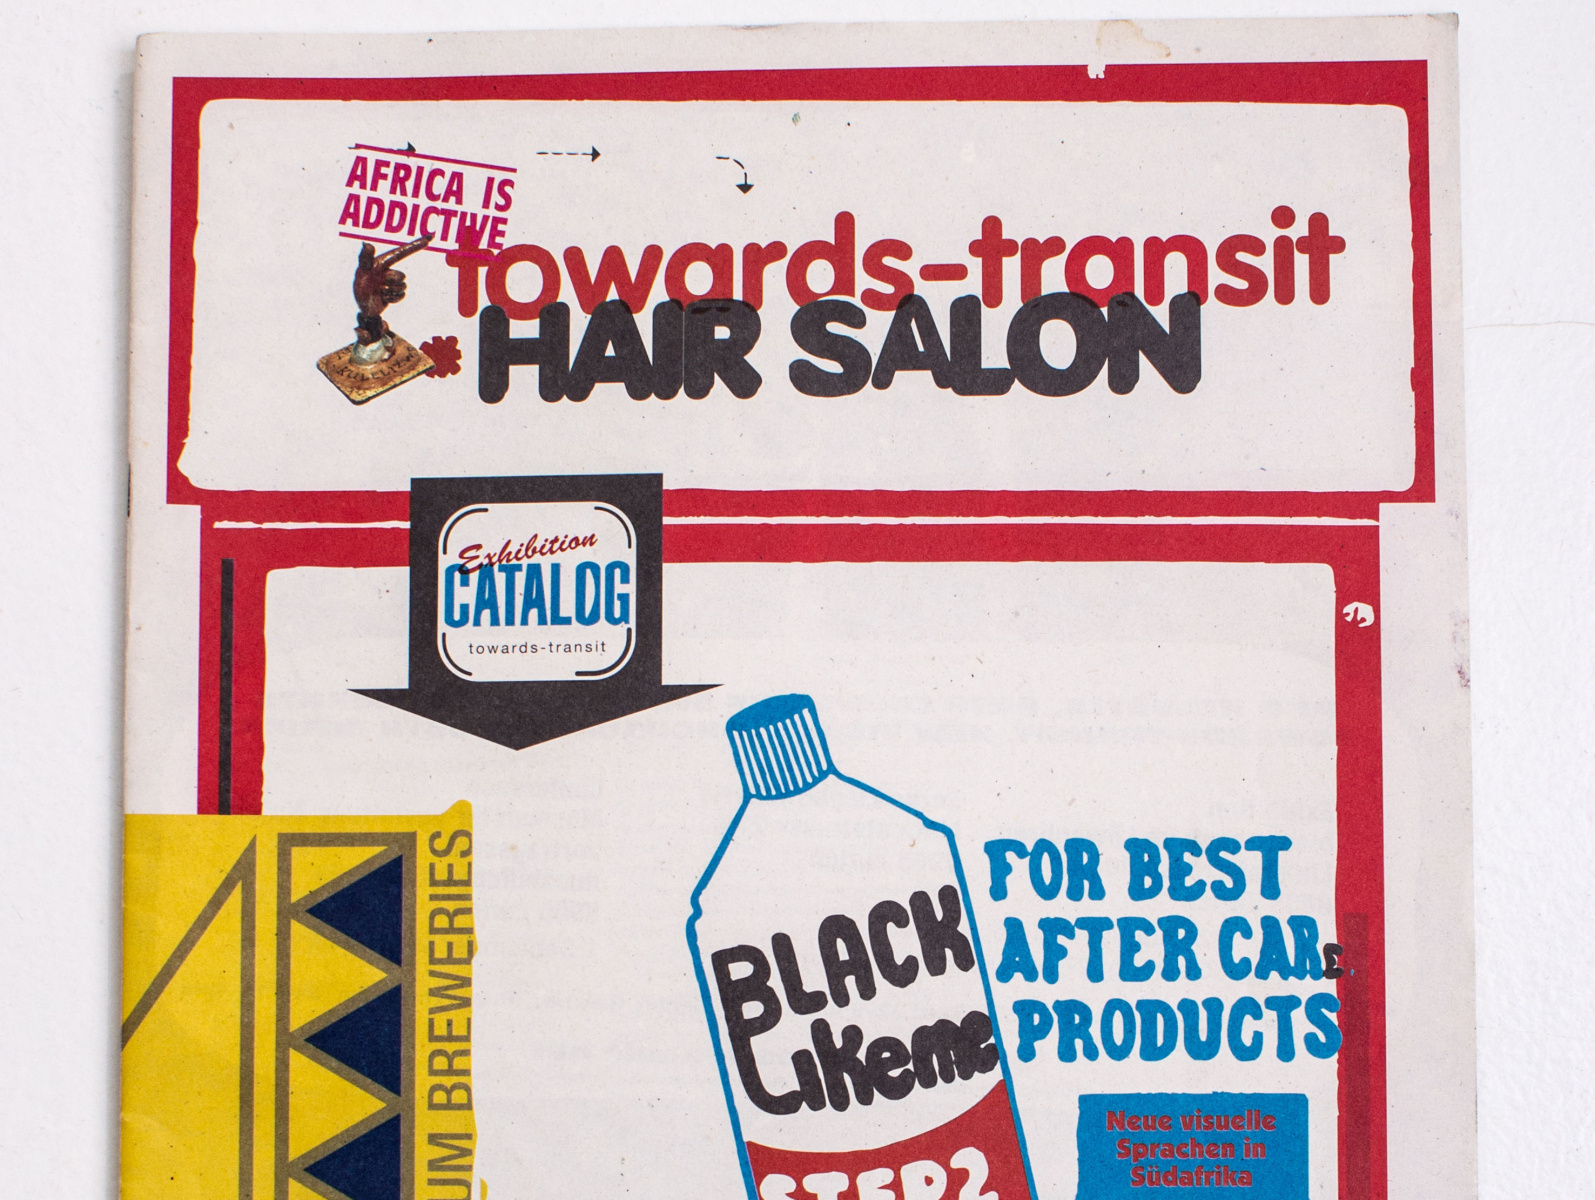 AFRICA IS
ADDICTIVE
towards-transit
HAIR SALON
Exhibition
CATALOG
towards-transit
BREWERIES
BLACK
Likeme
STEP2
FOR BEST
AFTER CARE
PRODUCTS
Neue visuelle
Sprachen in
Südafrika